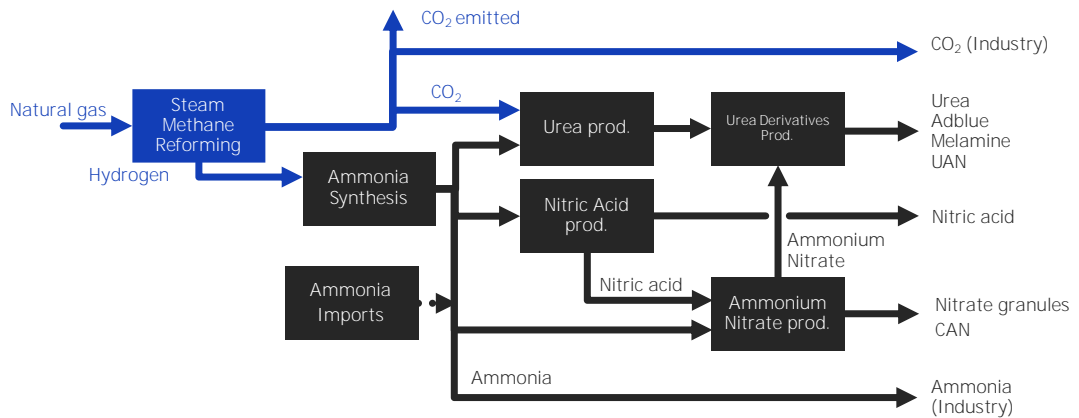 CO2 emitted
CO2 (Industry)
Natural gas
Steam
Methane
Reforming
CO2
Urea prod.
Urea Derivatives
Prod.
Urea
Adblue
Melamine
UAN
Hydrogen
Ammonia
Synthesis
Nitric Acid
prod.
Nitric acid
Ammonium
Nitrate
Ammonia
Imports
Nitric acid
Ammonium
Nitrate prod.
Nitrate granules
CAN
Ammonia
Ammonia
(Industry)